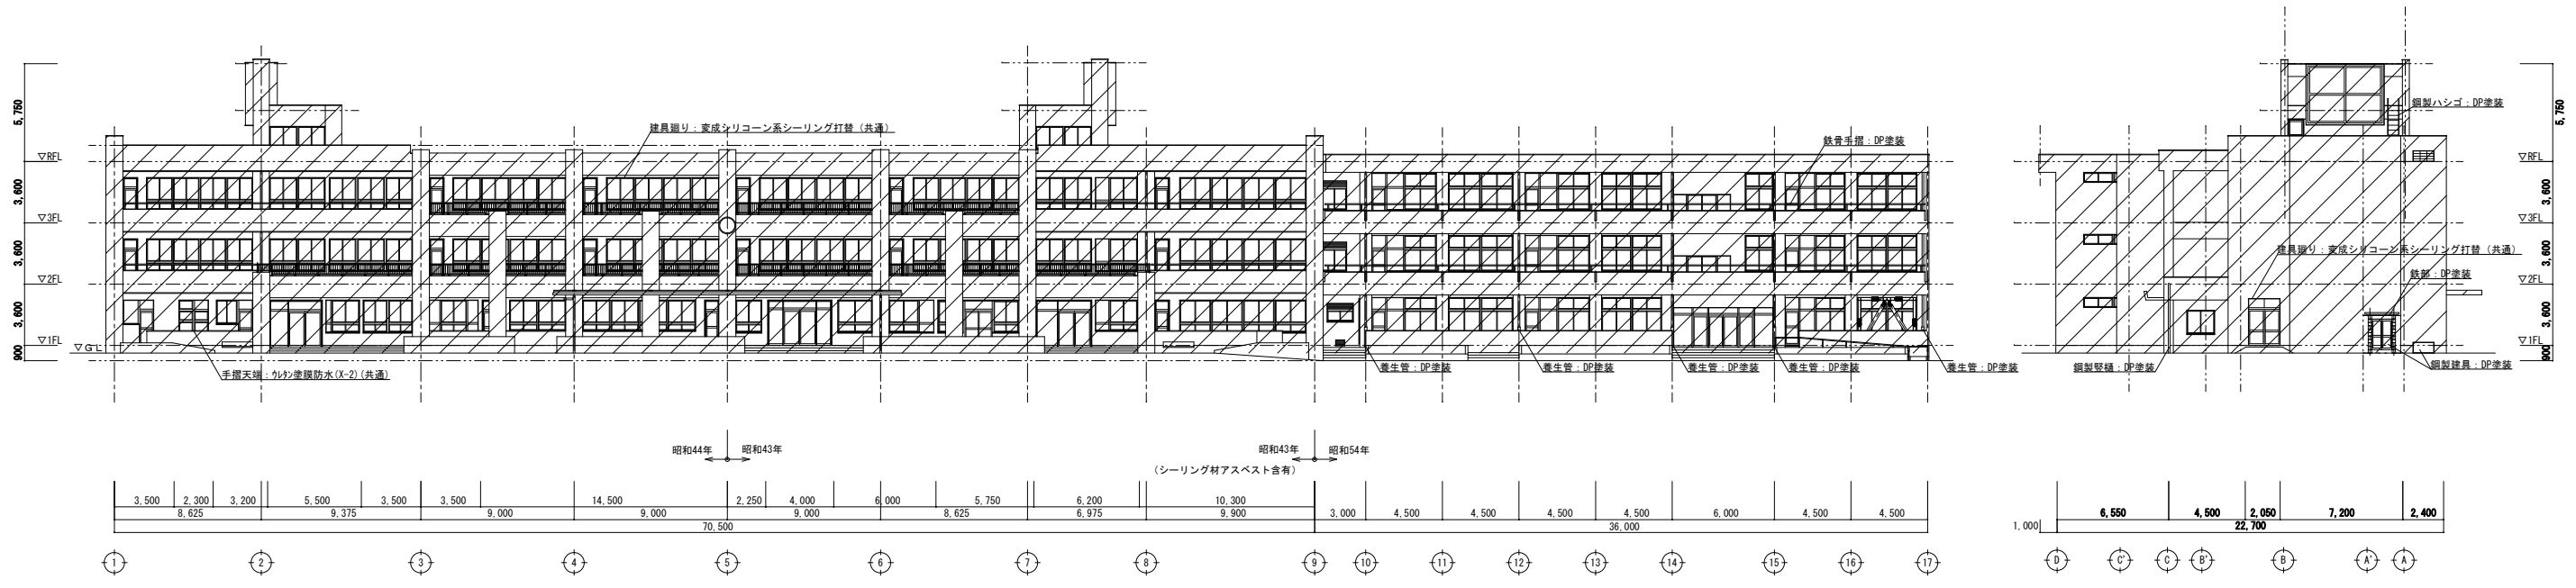 5,750
3,600
3,600
3,600
900
▽RFL
▽3FL
▽2FL
▽1FL
▽GL
建具廻り：変成シリコーン系シーリング打替（共通）
手摺天端：ウレタン塗膜防水(X-2)(共通)
鉄骨手摺：DP塗装
養生管：DP塗装
養生管：DP塗装
養生管：DP塗装
養生管：DP塗装
養生管：DP塗装
鋼製ハシゴ：DP塗装
建具廻り：変成シリコーン系シーリング打替（共通）
鉄部：DP塗装
鋼製竪樋：DP塗装
鋼製建具：DP塗装
5,750
3,600
3,600
3,600
900
▽RFL
▽3FL
▽2FL
▽1FL
昭和44年 昭和43年
昭和43年 昭和54年
（シーリング材アスベスト含有）
3,500 2,300 3,200 5,500 3,500 3,500 14,500 2,250 4,000 6,000 5,750 6,200 10,300
8,625 9,375 9,000 9,000 9,000 8,625 6,975 9,900 3,000 4,500 4,500 4,500 4,500 6,000 4,500 4,500
70,500 36,000
6,550 4,500 2,050 7,200 2,400
1,000 22,700
1 2 3 4 5 6 7 8 9 10 11 12 13 14 15 16 17
D C' C B' B A' A